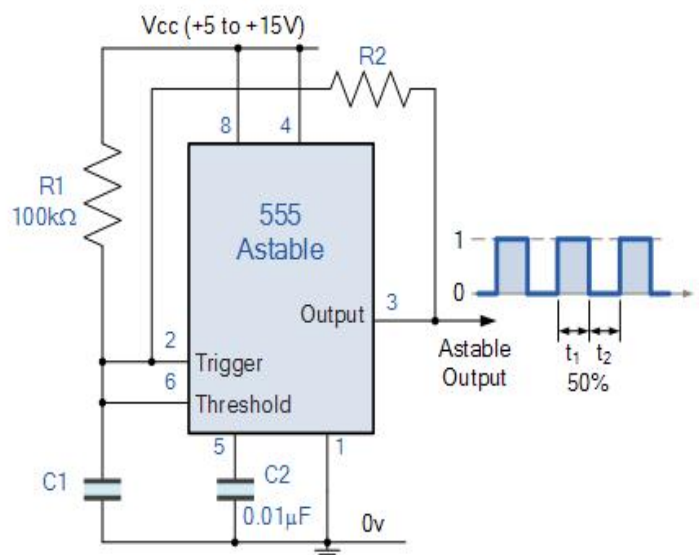 Vcc (+5 to +15V)
R2
8
4
R1
100kΩ
555
Astable
Output
3
1
0
2
Trigger
6
Threshold
Astable
Output
t₁
t₂
50%
5
1
C1
C2
0.01µF
0v